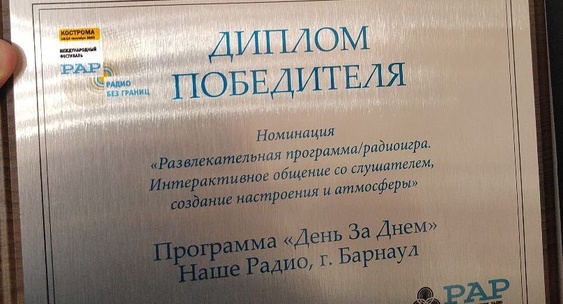 КОСТРОМА
МЕЖДУНАРОДНЫЙ
ФЕСТИВАЛЬ
РАР
РАДИО
БЕЗ ГРАНИЦ
ДИПЛОМ
ПОБЕДИТЕЛЯ
Номинация
«Развлекательная программа/радиоигра.
Интерактивное общение со слушателем,
создание настроения и атмосферы»
Программа «День За Днем»
Наше Радио, г. Барнаул
РАР